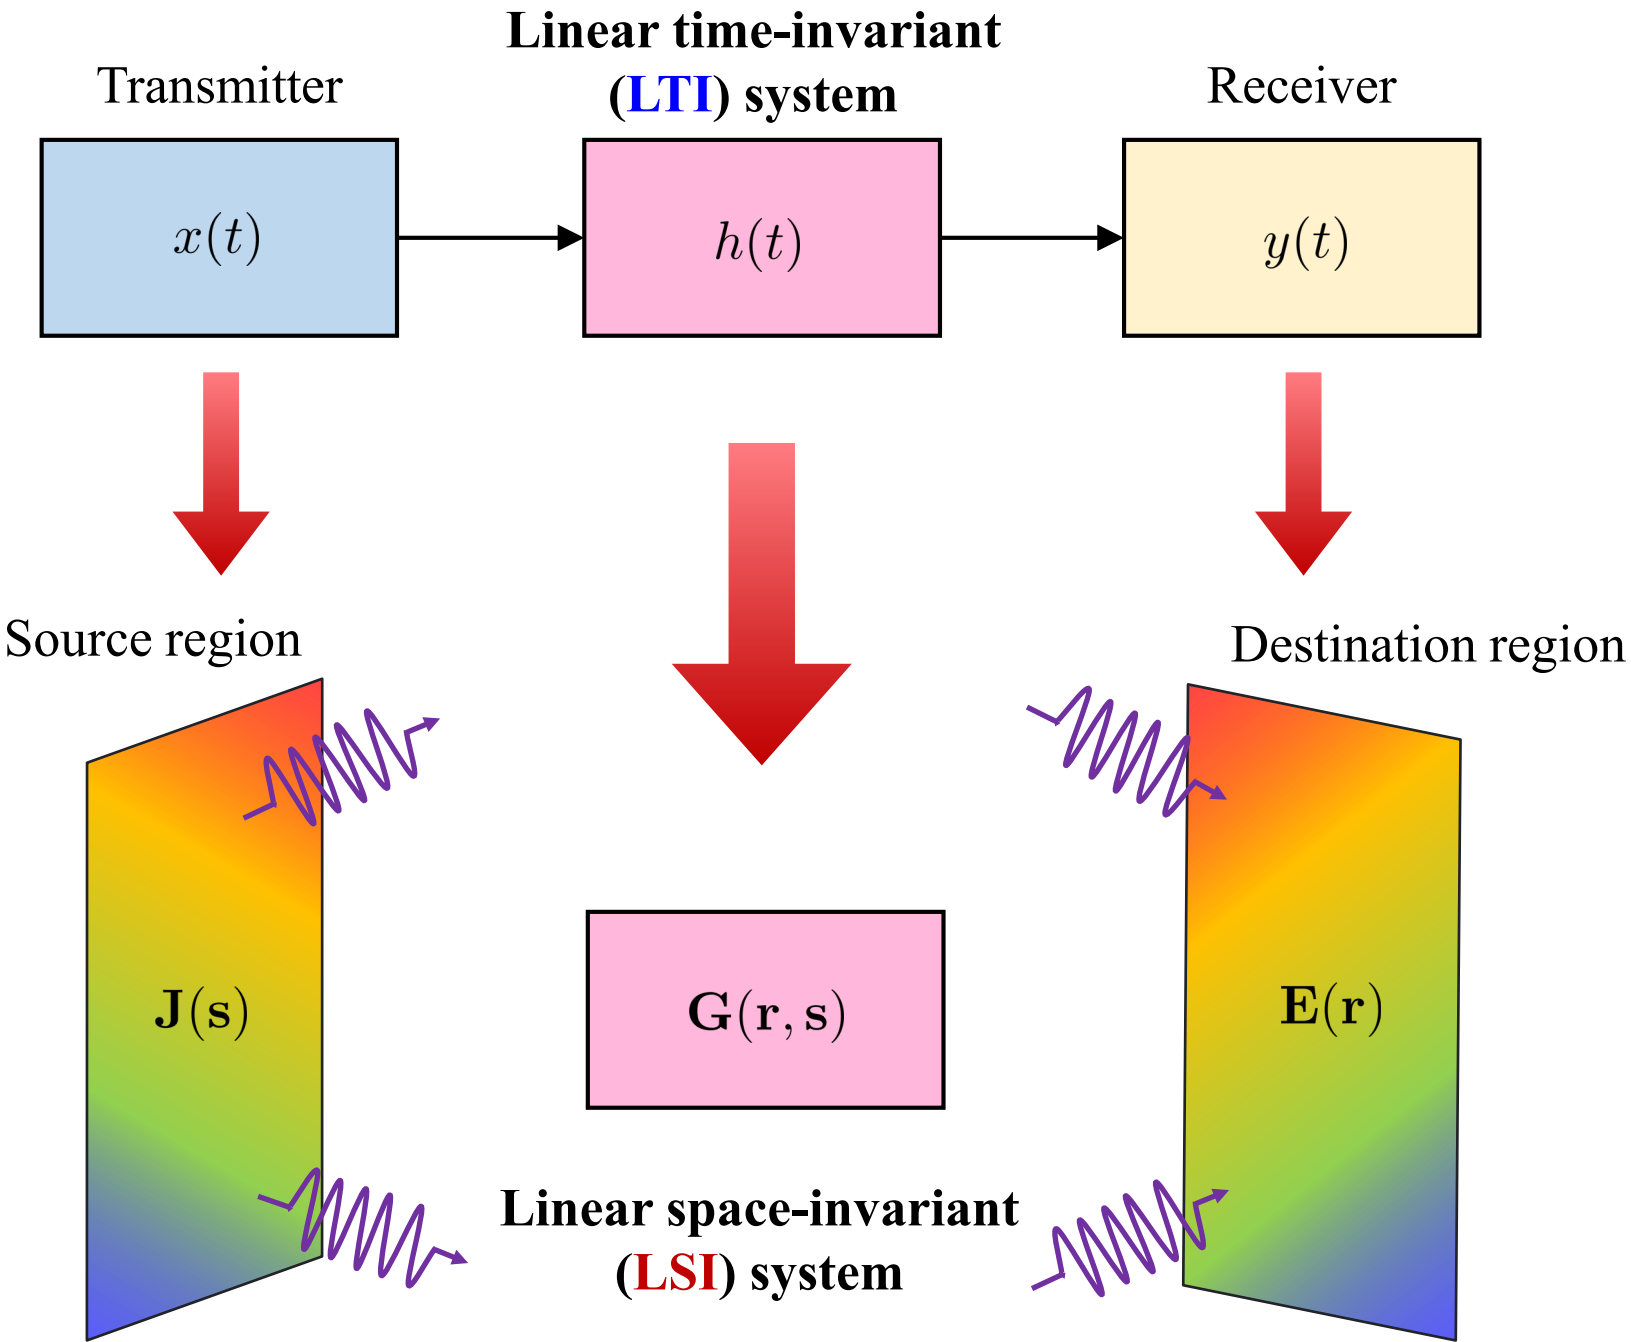 Linear time-invariant
(LTI) system
Transmitter
Receiver
x(t)
h(t)
y(t)
Source region
Destination region
J(s)
G(r, s)
E(r)
Linear space-invariant
(LSI) system